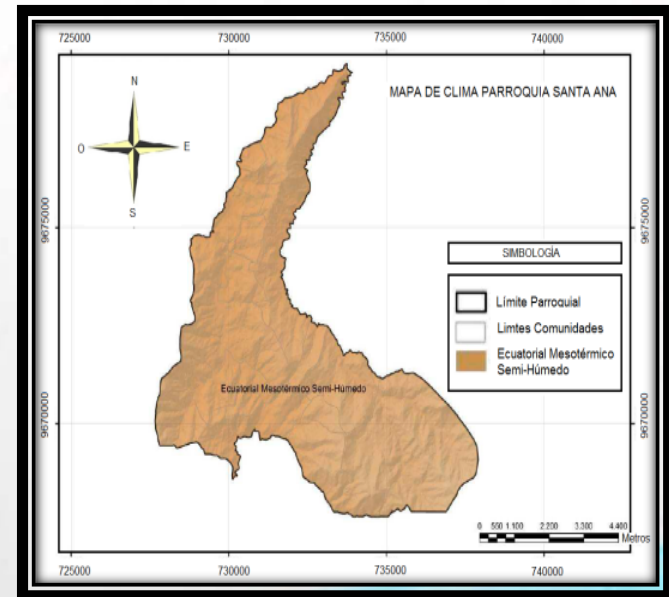 725000 730000 735000 740000
MAPA DE CLIMA PARROQUIA SANTA ANA
N
O E
S
9675000 9675000
SIMBOLOGÍA
Límite Parroquial
Limtes Comunidades
Ecuatorial Mesotérmico
Semi-Húmedo
Ecuatorial Mesotérmico Semi-Húmedo
9670000 9670000
0 550 1.100 2.200 3.300 4.400
Metros
725000 730000 735000 740000